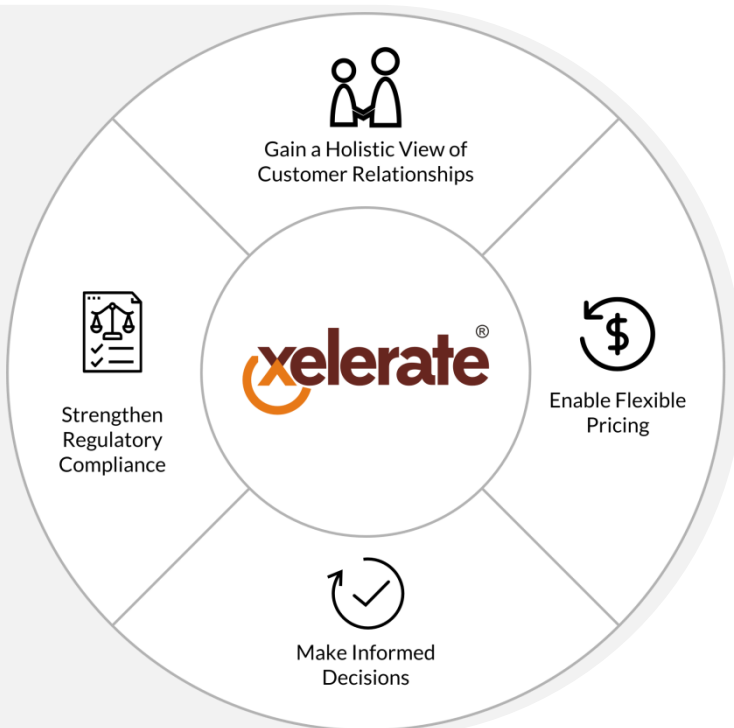 Gain a Holistic View of
Customer Relationships
Strengthen
Regulatory
Compliance
xelerate®
$
Enable Flexible
Pricing
Make Informed
Decisions